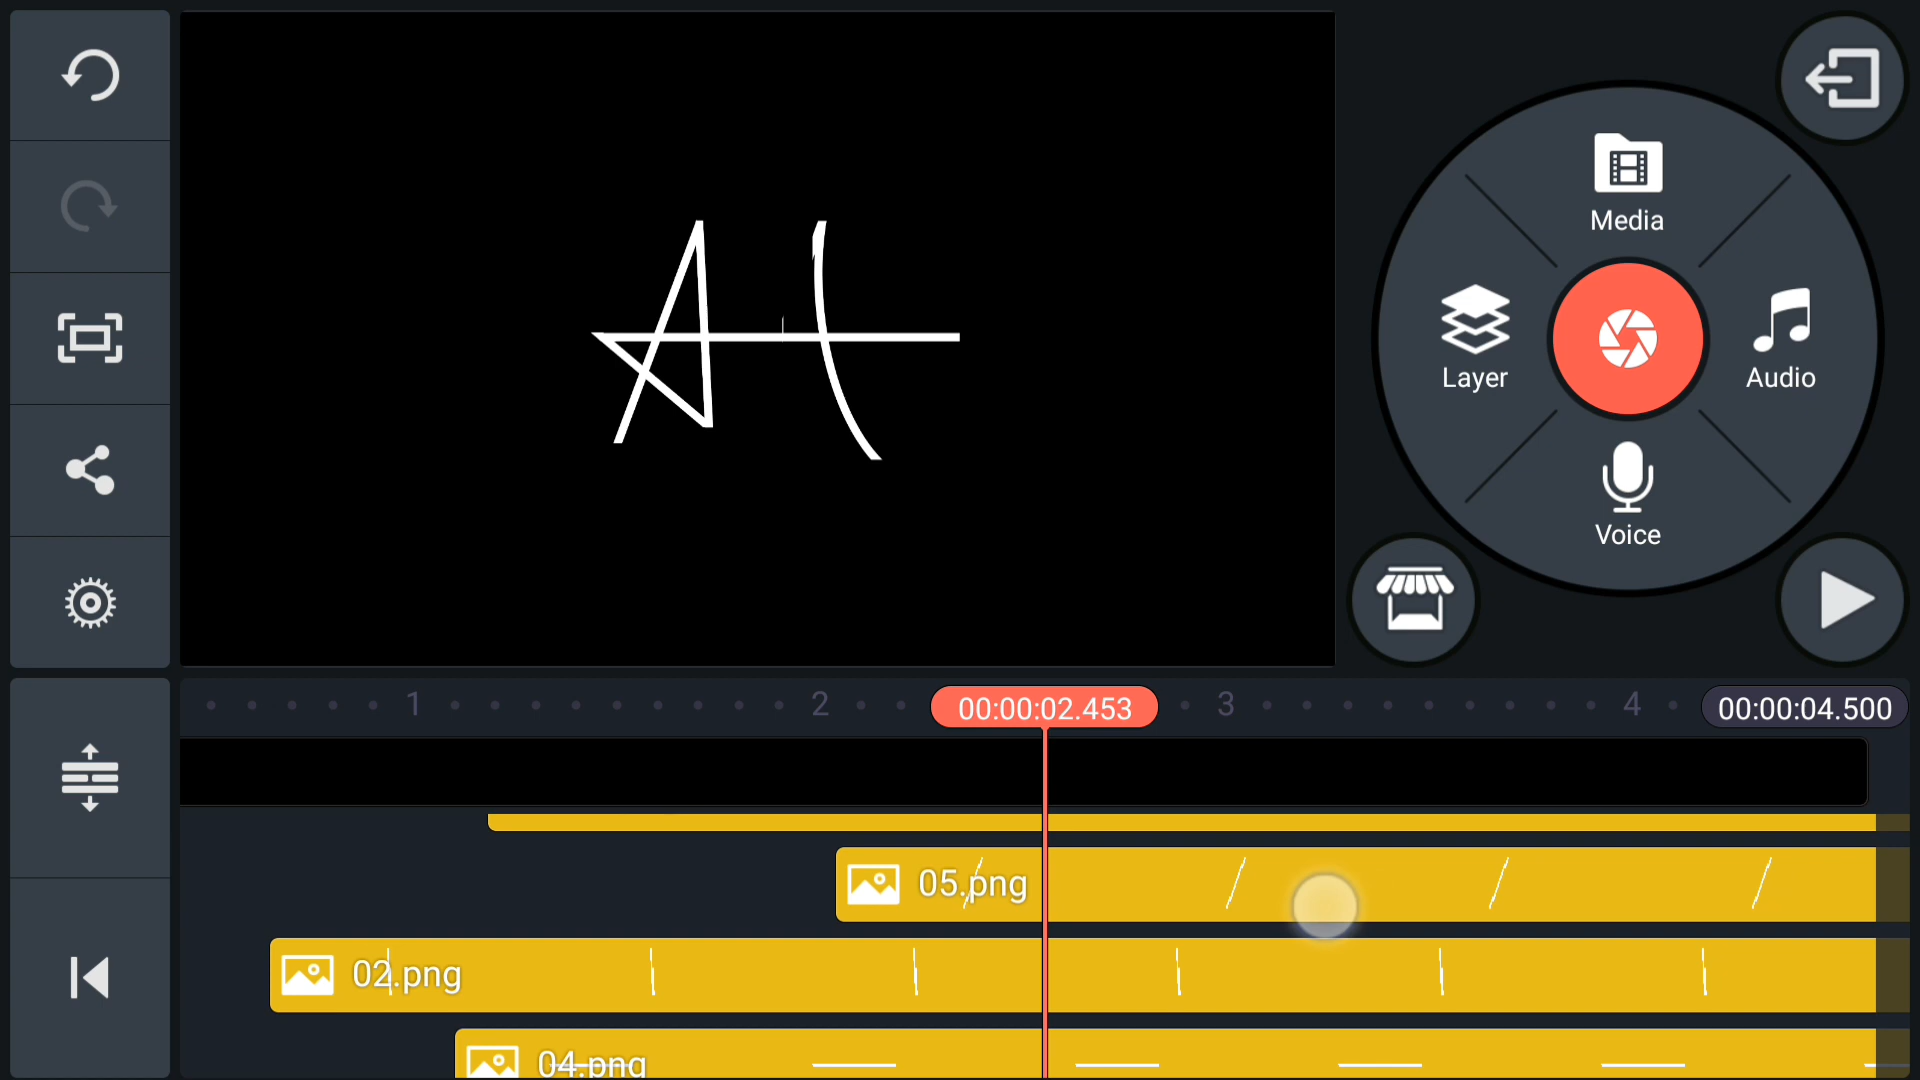 Media
Layer
Audio
Voice
1
2
00:00:02.453
3
4
00:00:04.500
05.png
02.png
04.png